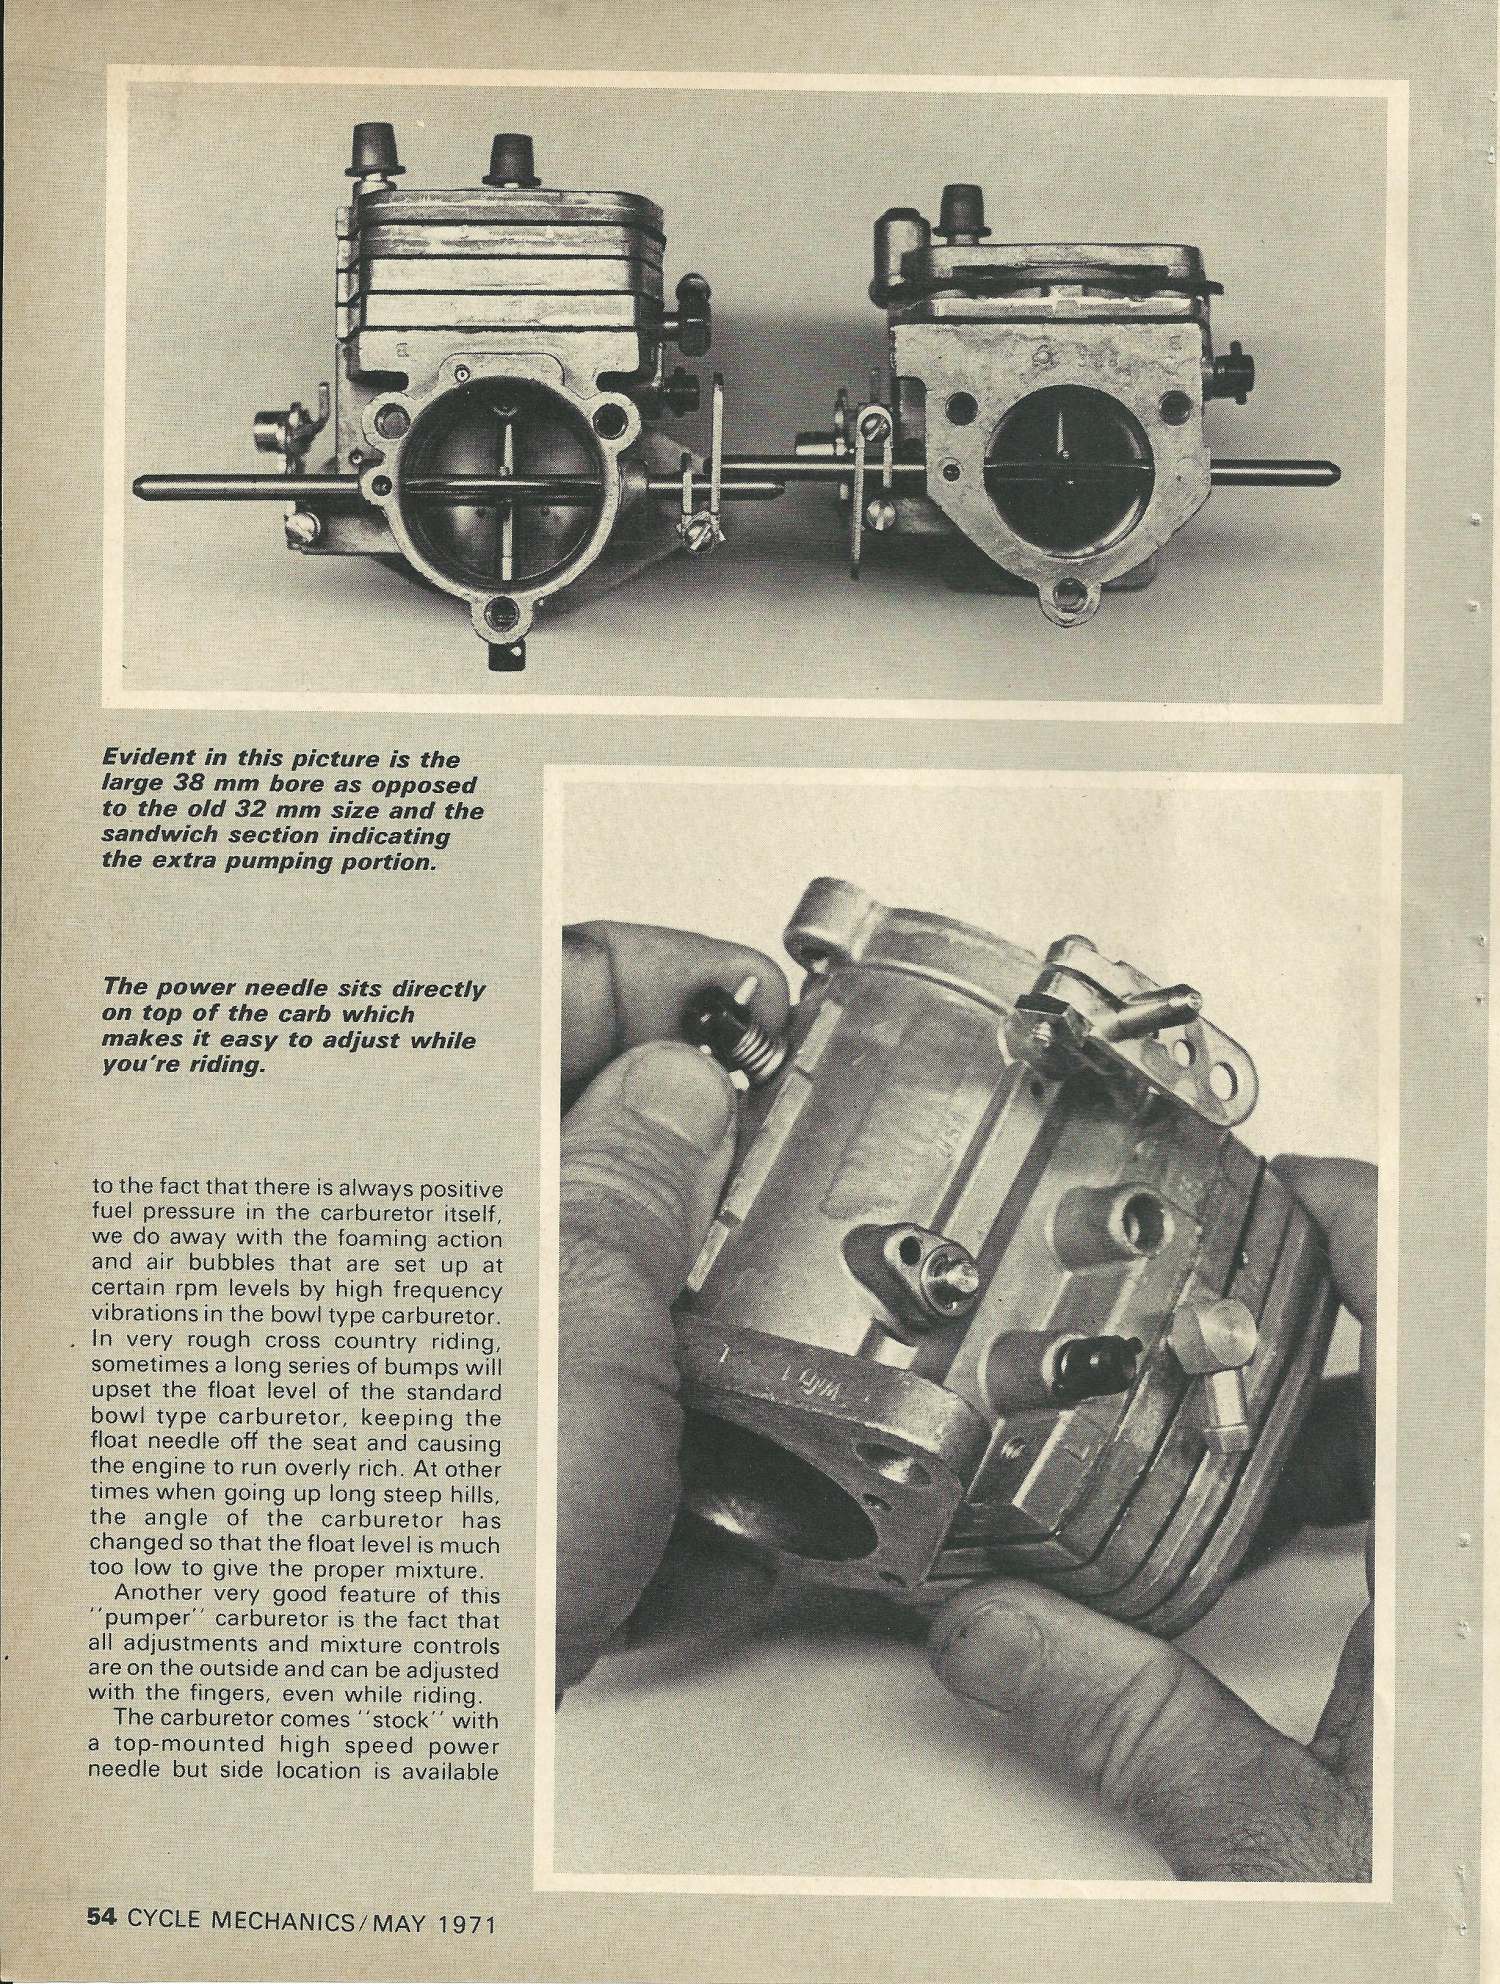 Evident in this picture is the
large 38 mm bore as opposed
to the old 32 mm size and the
sandwich section indicating
the extra pumping portion.
The power needle sits directly
on top of the carb which
makes it easy to adjust while
you're riding.
to the fact that there is always positive
fuel pressure in the carburetor itself,
we do away with the foaming action
and air bubbles that are set up at
certain rpm levels by high frequency
vibrations in the bowl type carburetor.
In very rough cross country riding,
sometimes a long series of bumps will
upset the float level of the standard
bowl type carburetor, keeping the
float needle off the seat and causing
the engine to run overly rich. At other
times when going up long steep hills,
the angle of the carburetor has
changed so that the float level is much
too low to give the proper mixture.
Another very good feature of this
"pumper" carburetor is the fact that
all adjustments and mixture controls
are on the outside and can be adjusted
with the fingers, even while riding.
The carburetor comes "stock" with
a top-mounted high speed power
needle but side location is available
54 CYCLE MECHANICS/MAY 1971